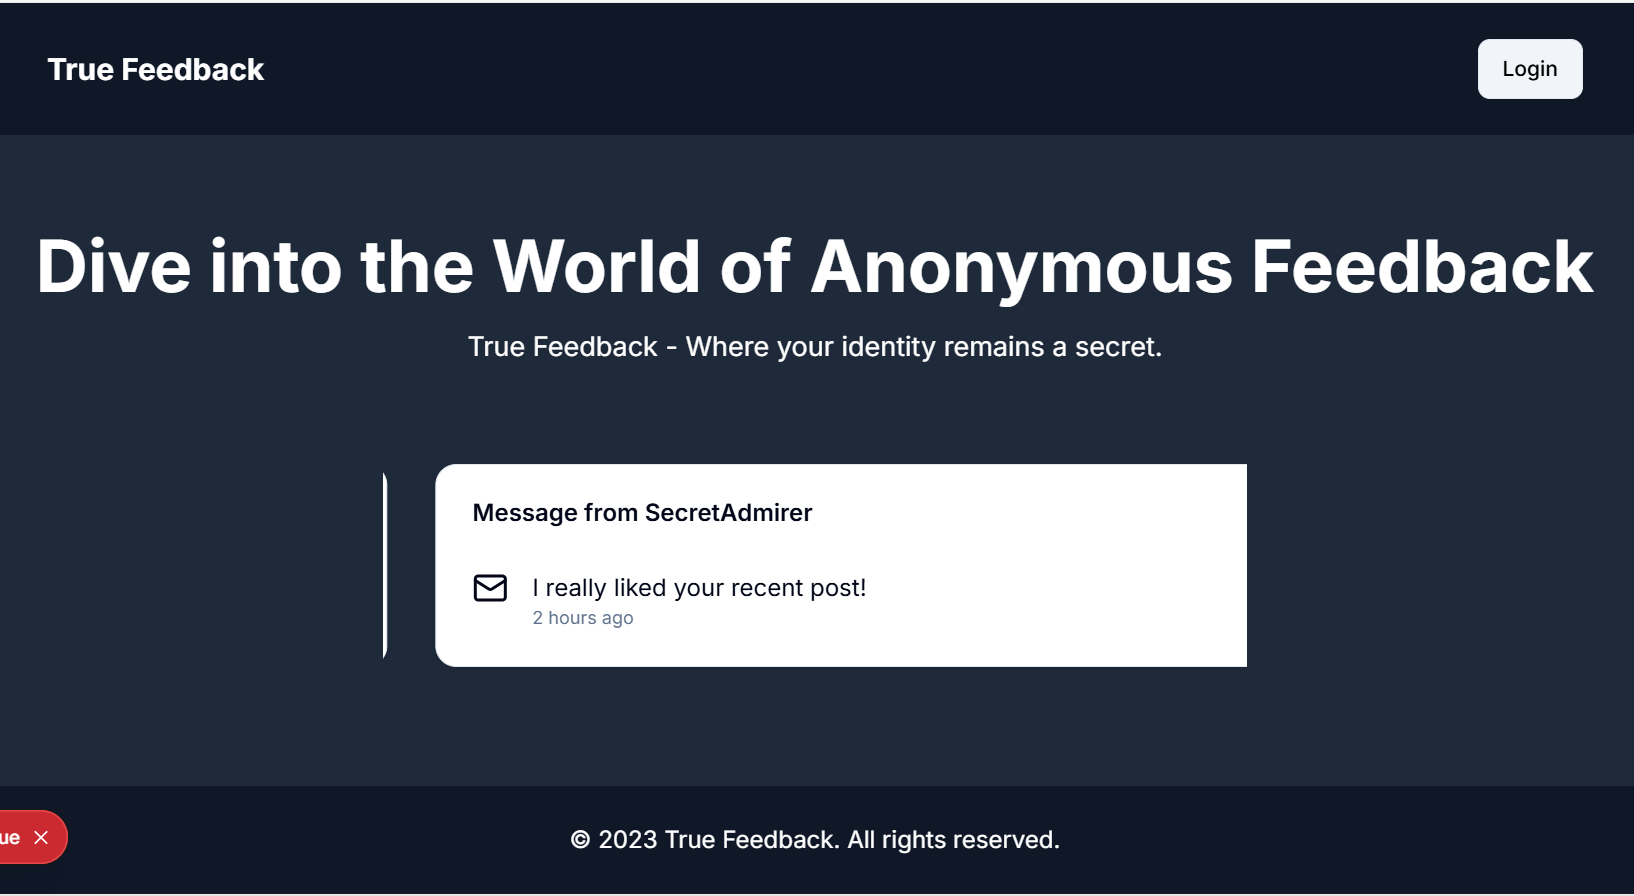 True Feedback
Login
Dive into the World of Anonymous Feedback
True Feedback - Where your identity remains a secret.
Message from SecretAdmirer
I really liked your recent post!
2 hours ago
© 2023 True Feedback. All rights reserved.